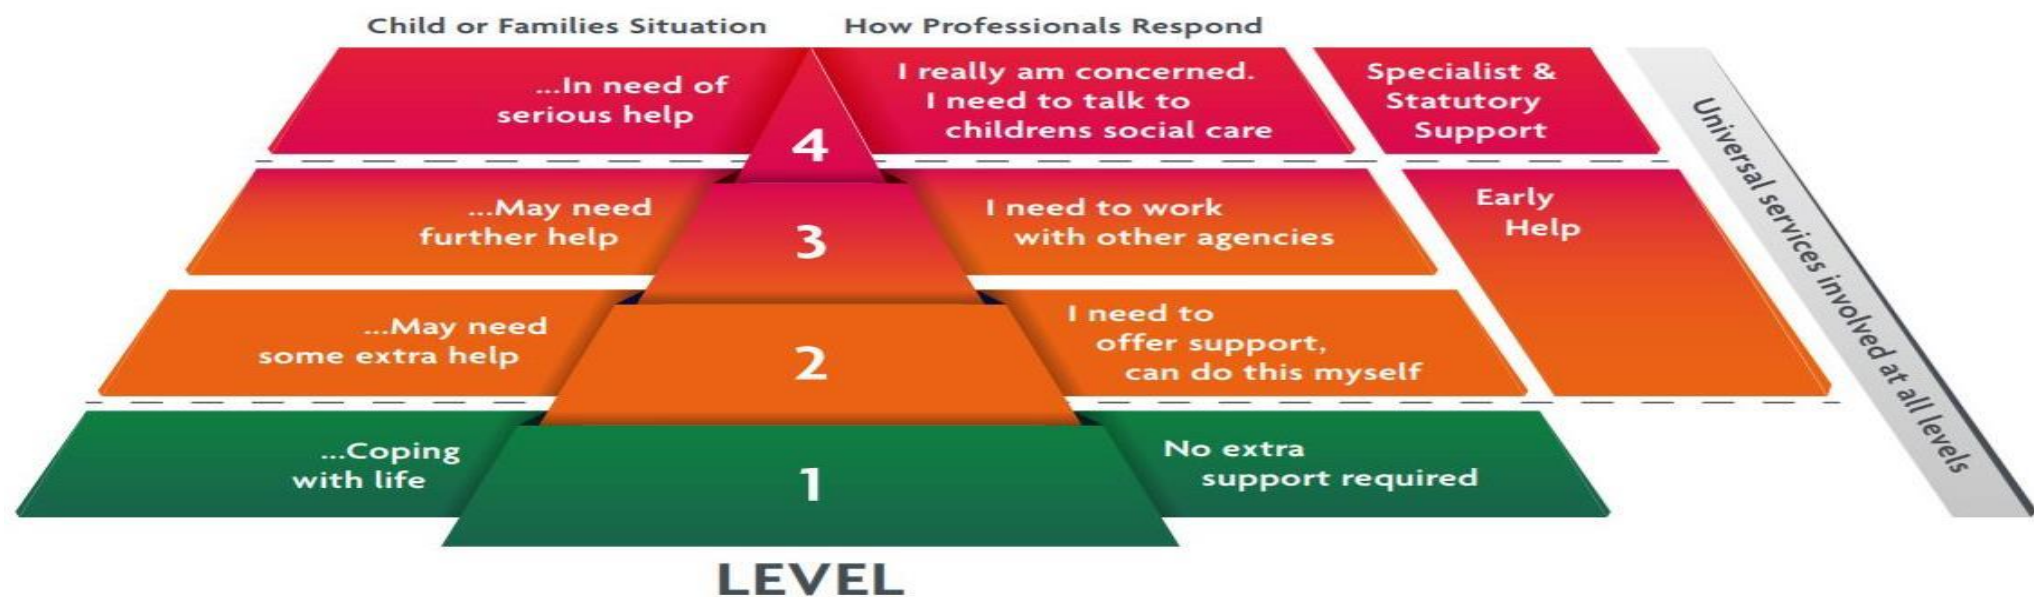 Child or Families Situation
How Professionals Respond
...In need of
serious help
4
I really am concerned.
I need to talk to
childrens social care
Specialist &
Statutory
Support
...May need
further help
3
I need to work
with other agencies
Early
Help
...May need
some extra help
2
I need to
offer support,
can do this myself
...Coping
with life
1
No extra
support required
Universal services involved at all levels
LEVEL